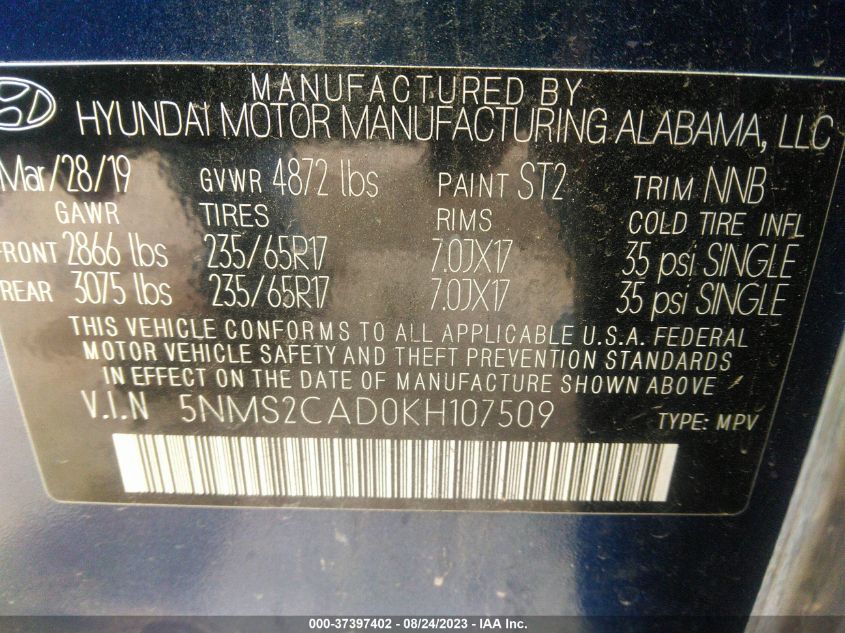 MANUFACTURED BY
HYUNDAI MOTOR MANUFACTURING ALABAMA, LLC
Mar/28/19 GVWR 4872 lbs PAINT ST2 TRIM NNB
GAWR TIRES RIMS COLD TIRE INFL
FRONT 2866 lbs 235/65R17 7.0JX17 35 psi SINGLE
REAR 3075 lbs 235/65R17 7.0JX17 35 psi SINGLE
THIS VEHICLE CONFORMS TO ALL APPLICABLE U.S.A. FEDERAL
MOTOR VEHICLE SAFETY AND THEFT PREVENTION STANDARDS
IN EFFECT ON THE DATE OF MANUFACTURE SHOWN ABOVE
V.I.N 5NMS2CAD0KH107509 TYPE: MPV
000-37397402 - 08/24/2023 - IAA Inc.